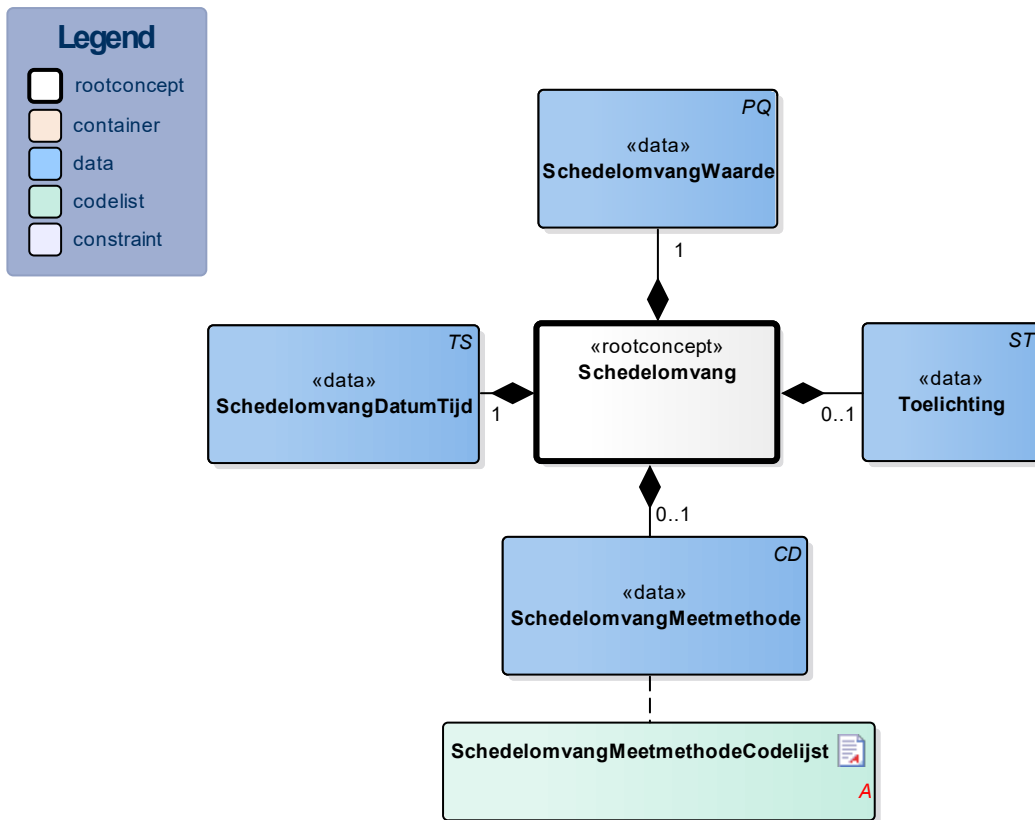 Legend
rootconcept
container
data
codelist
constraint
PQ
«data»
SchedelomvangWaarde
1
TS
«data»
SchedelomvangDatumTijd
1
«rootconcept»
Schedelomvang
ST
«data»
Toelichting
0..1
0..1
CD
«data»
SchedelomvangMeetmethode
SchedelomvangMeetmethodeCodelijst
A